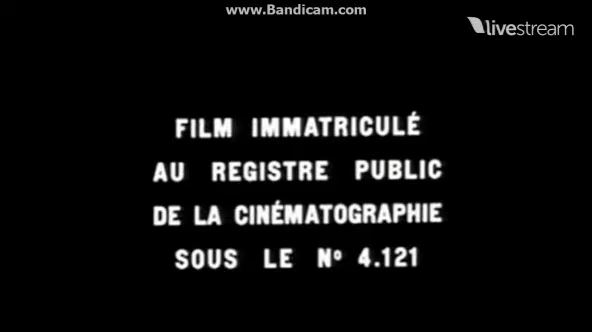 www.Bandicam.com
livestream
FILM IMMATRICULÉ
AU REGISTRE PUBLIC
DE LA CINÉMATOGRAPHIE
SOUS LE Nº 4.121